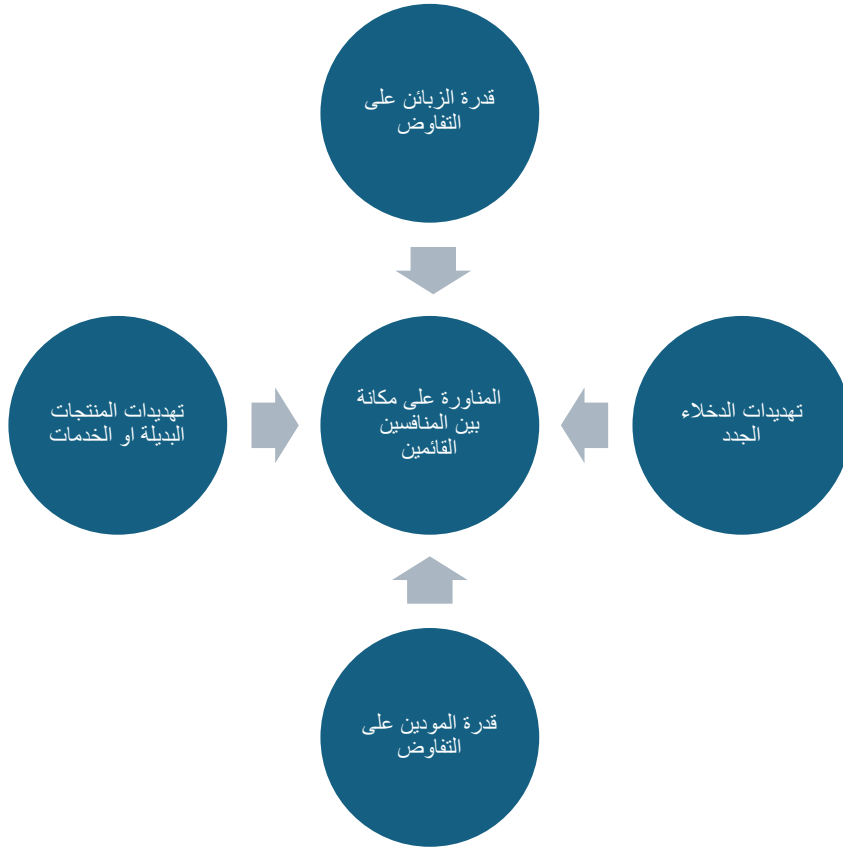 قدرة الزبائن على
التفاوض
تهديدات الدخلاء
الجدد
المناورة على مكانة
بين المنافسين
القائمين
تهديدات المنتجات
البديلة او الخدمات
قدرة المودين على
التفاوض